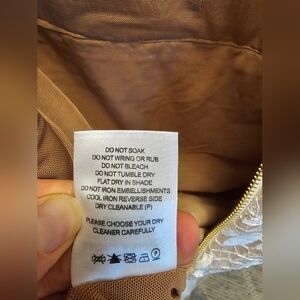 DO NOT SOAK
DO NOT WRING OR RUB
DO NOT BLEACH
DO NOT TUMBLE DRY
FLAT DRY IN SHADE
DO NOT IRON EMBELLISHMENTS
COOL IRON REVERSE SIDE
DRY CLEANABLE (P)
PLEASE CHOOSE YOUR DRY
CLEANER CAREFULLY